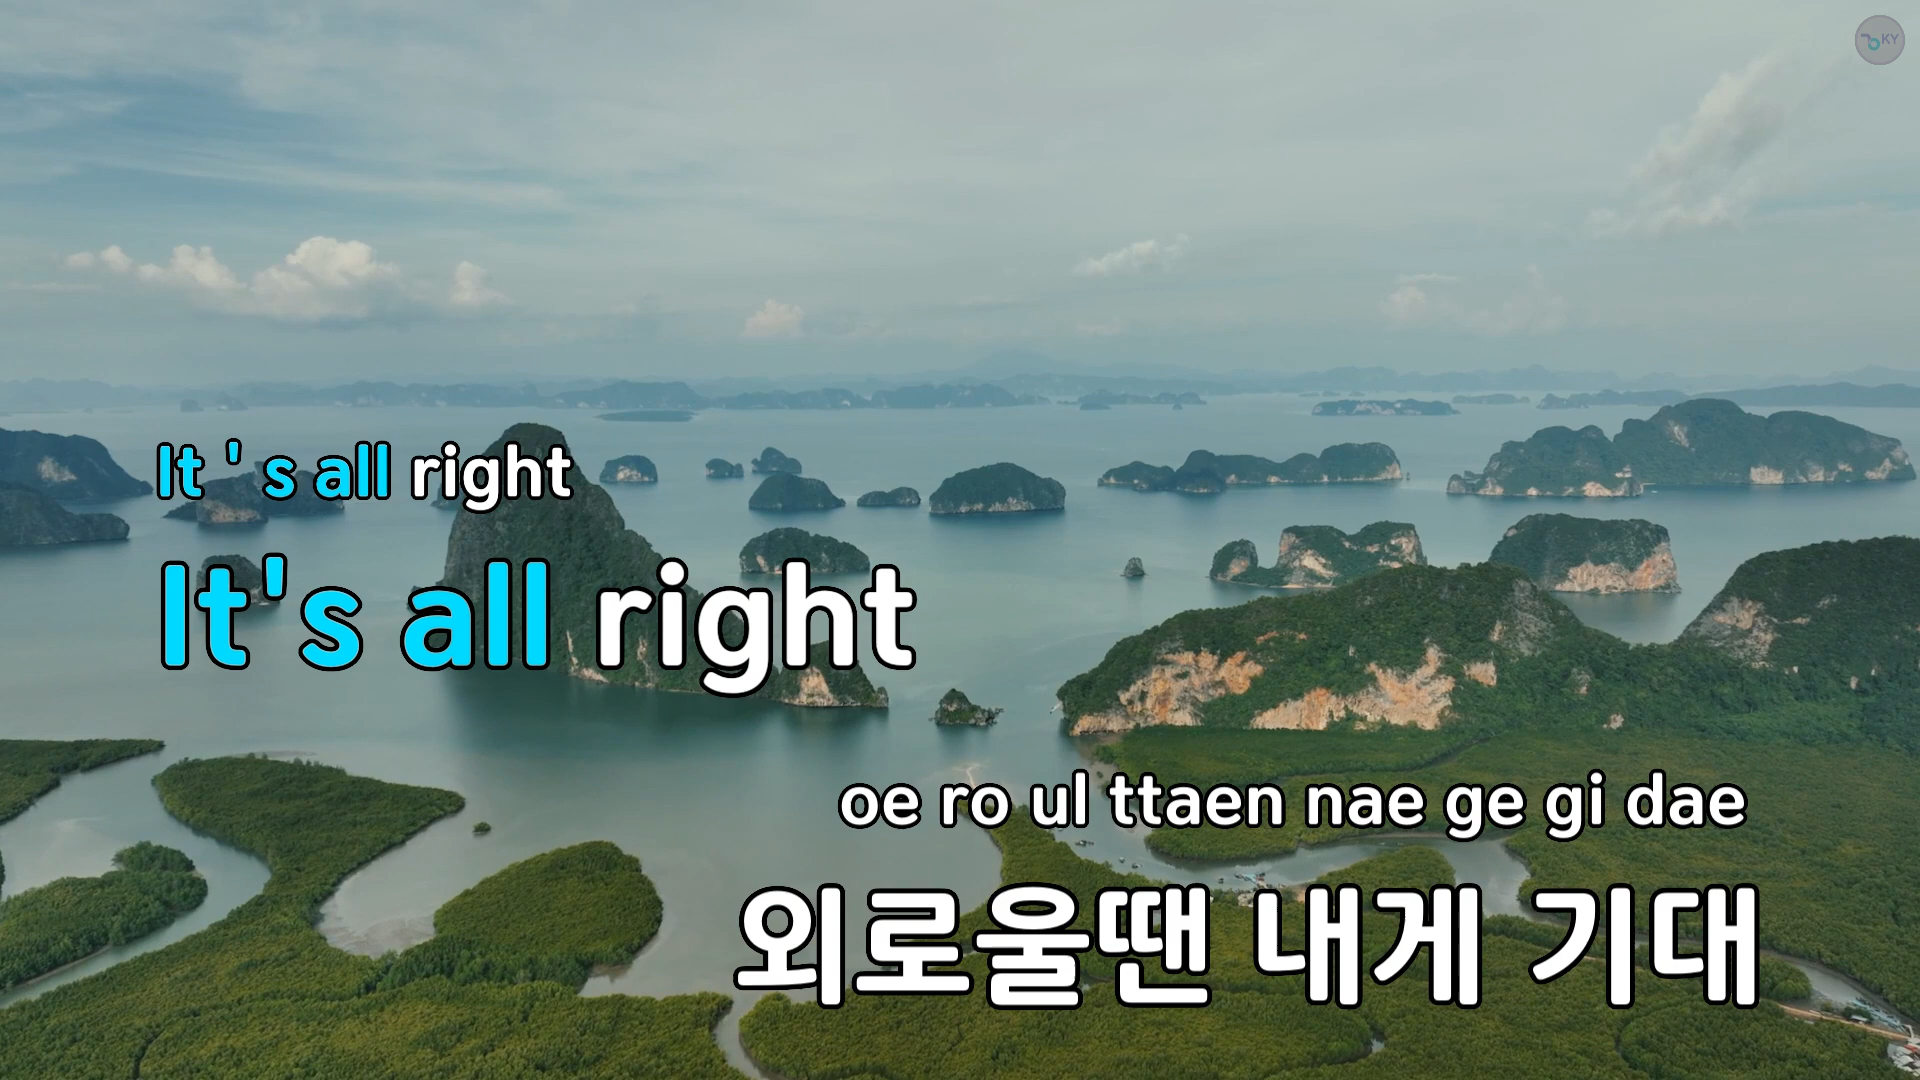 KY
It ' s all right
It's all right
oe ro ul ttaen nae ge gi dae
외로울땐 내게 기대